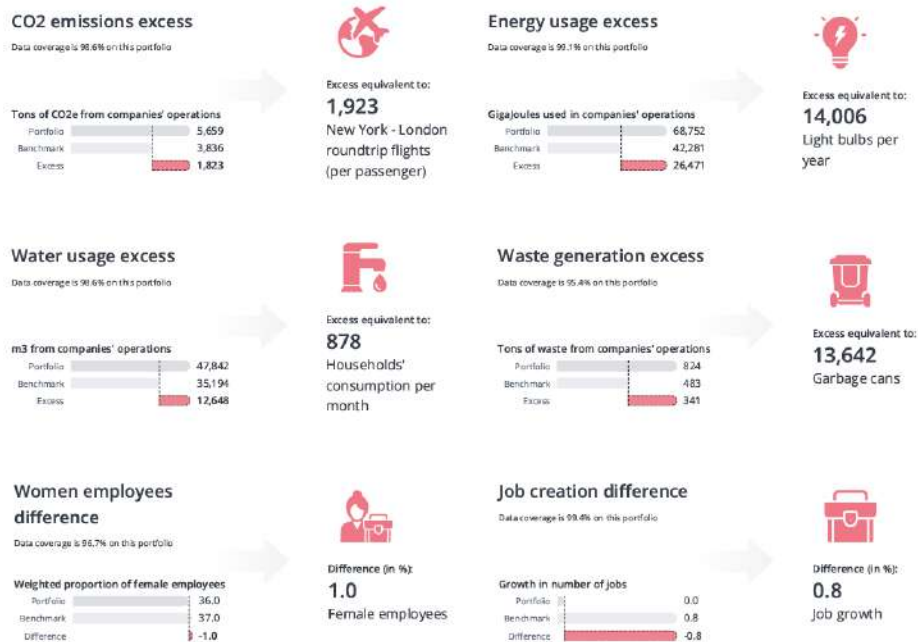 CO2 emissions excess
Data coverage is 98.6% on this portfolio
Tons of CO2e from companies' operations
Portfolio 5,659
Benchmark 3,836
Excess 1,823
Excess equivalent to:
1,923
New York - London
roundtrip flights
(per passenger)
Energy usage excess
Data coverage is 99.1% on this portfolio
Gigajoules used in companies' operations
Portfolio 68,752
Benchmark 42,281
Excess 26,471
Excess equivalent to:
14,006
Light bulbs per
year
Water usage excess
Data coverage is 98.6% on this portfolio
m3 from companies' operations
Portfolio 47,842
Benchmark 35,194
Excess 12,648
Excess equivalent to:
878
Households'
consumption per
month
Waste generation excess
Data coverage is 95.4% on this portfolio
Tons of waste from companies' operations
Portfolio 824
Benchmark 483
Excess 341
Excess equivalent to:
13,642
Garbage cans
Women employees
difference
Data coverage is 96.7% on this portfolio
Weighted proportion of female employees
Portfolio 36.0
Benchmark 37.0
Difference -1.0
Difference (in %):
1.0
Female employees
Job creation difference
Data coverage is 99.4% on this portfolio
Growth in number of jobs
Portfolio 0.0
Benchmark 0.8
Difference -0.8
Difference (in %):
0.8
Job growth